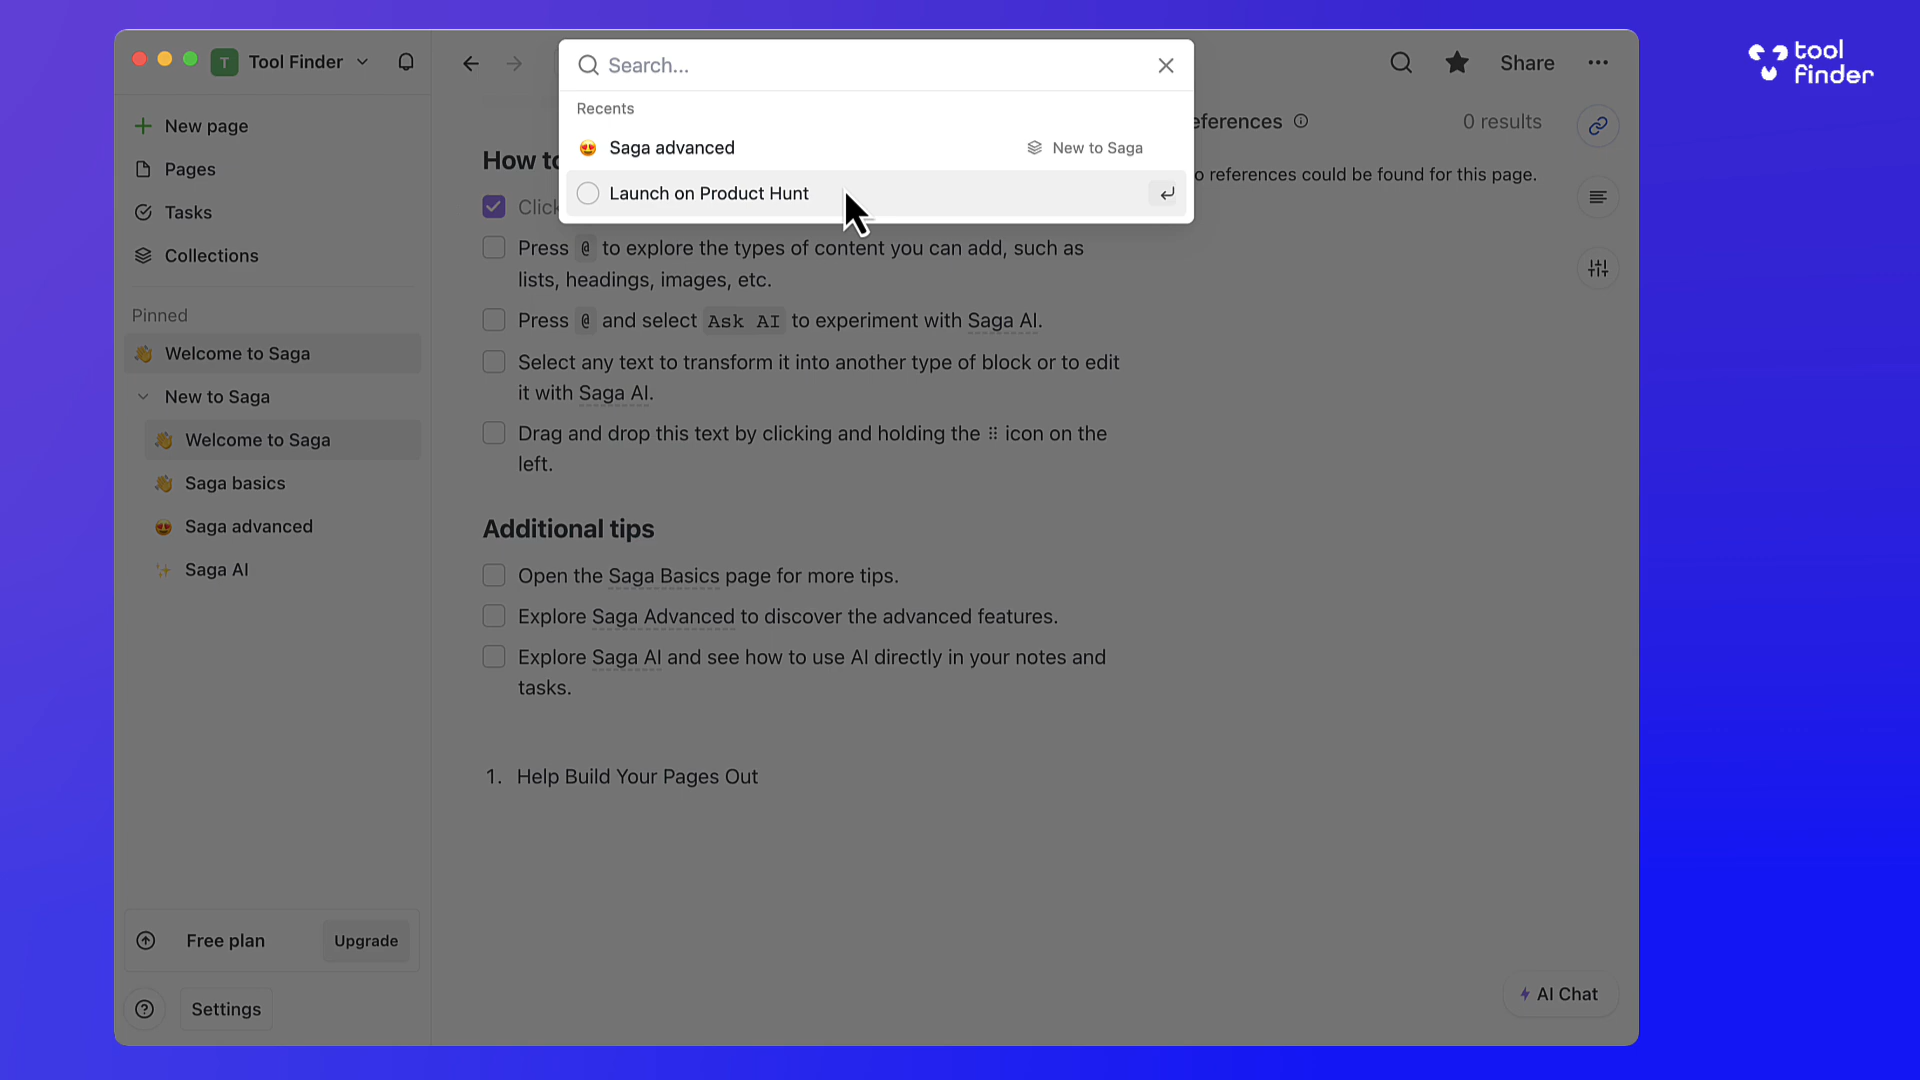 tool
finder
T Tool Finder
Share
New page
Pages
Tasks
Collections
Pinned
Welcome to Saga
New to Saga
Welcome to Saga
Saga basics
Saga advanced
Saga AI
Free plan
Upgrade
Settings
Search...
Recents
Saga advanced
New to Saga
Launch on Product Hunt
How to
Press @ to explore the types of content you can add, such as
lists, headings, images, etc.
Press @ and select Ask AI to experiment with Saga AI.
Select any text to transform it into another type of block or to edit
it with Saga AI.
Drag and drop this text by clicking and holding the ⠿ icon on the
left.
Additional tips
Open the Saga Basics page for more tips.
Explore Saga Advanced to discover the advanced features.
Explore Saga AI and see how to use AI directly in your notes and
tasks.
1. Help Build Your Pages Out
0 results
references could be found for this page.
AI Chat